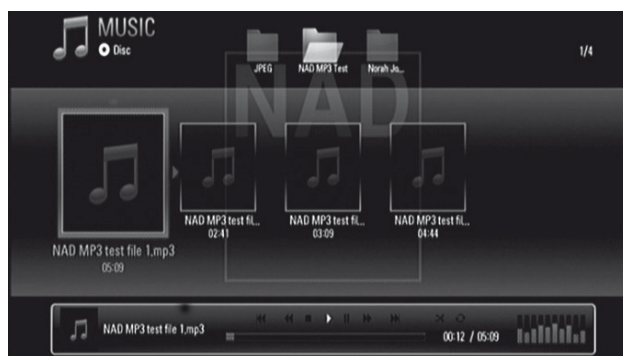 MUSIC
Disc
JPEG
NAD MP3 Test
Norah Jo...
1/4
NAD
NAD MP3 test file 1.mp3
05:09
NAD MP3 test fil...
02:41
NAD MP3 test fil...
03:09
NAD MP3 test fil...
04:44
NAD MP3 test file 1.mp3
00:12 / 05:09